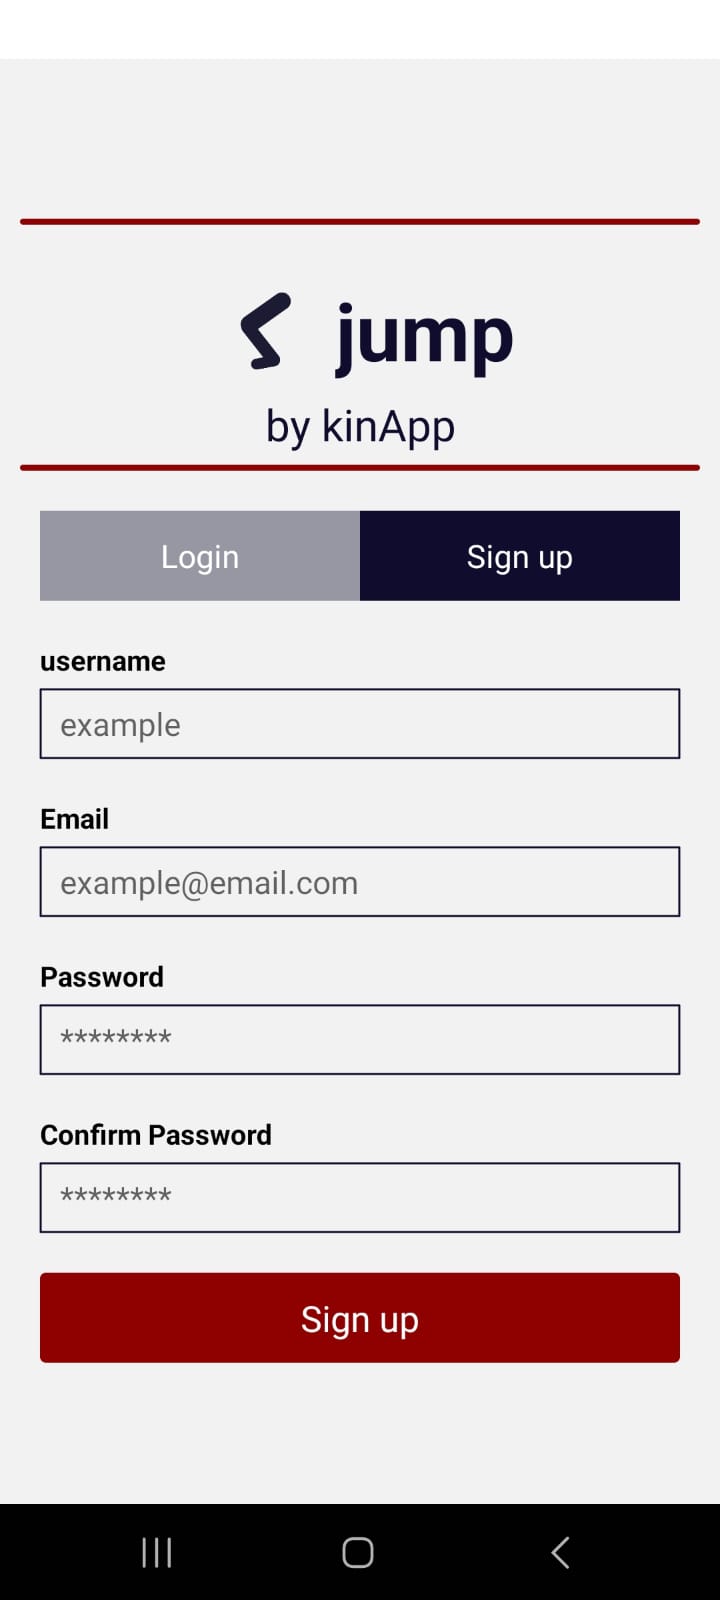 jump
by kinApp
Login
Sign up
username
example
Email
example@email.com
Password
********
Confirm Password
********
Sign up